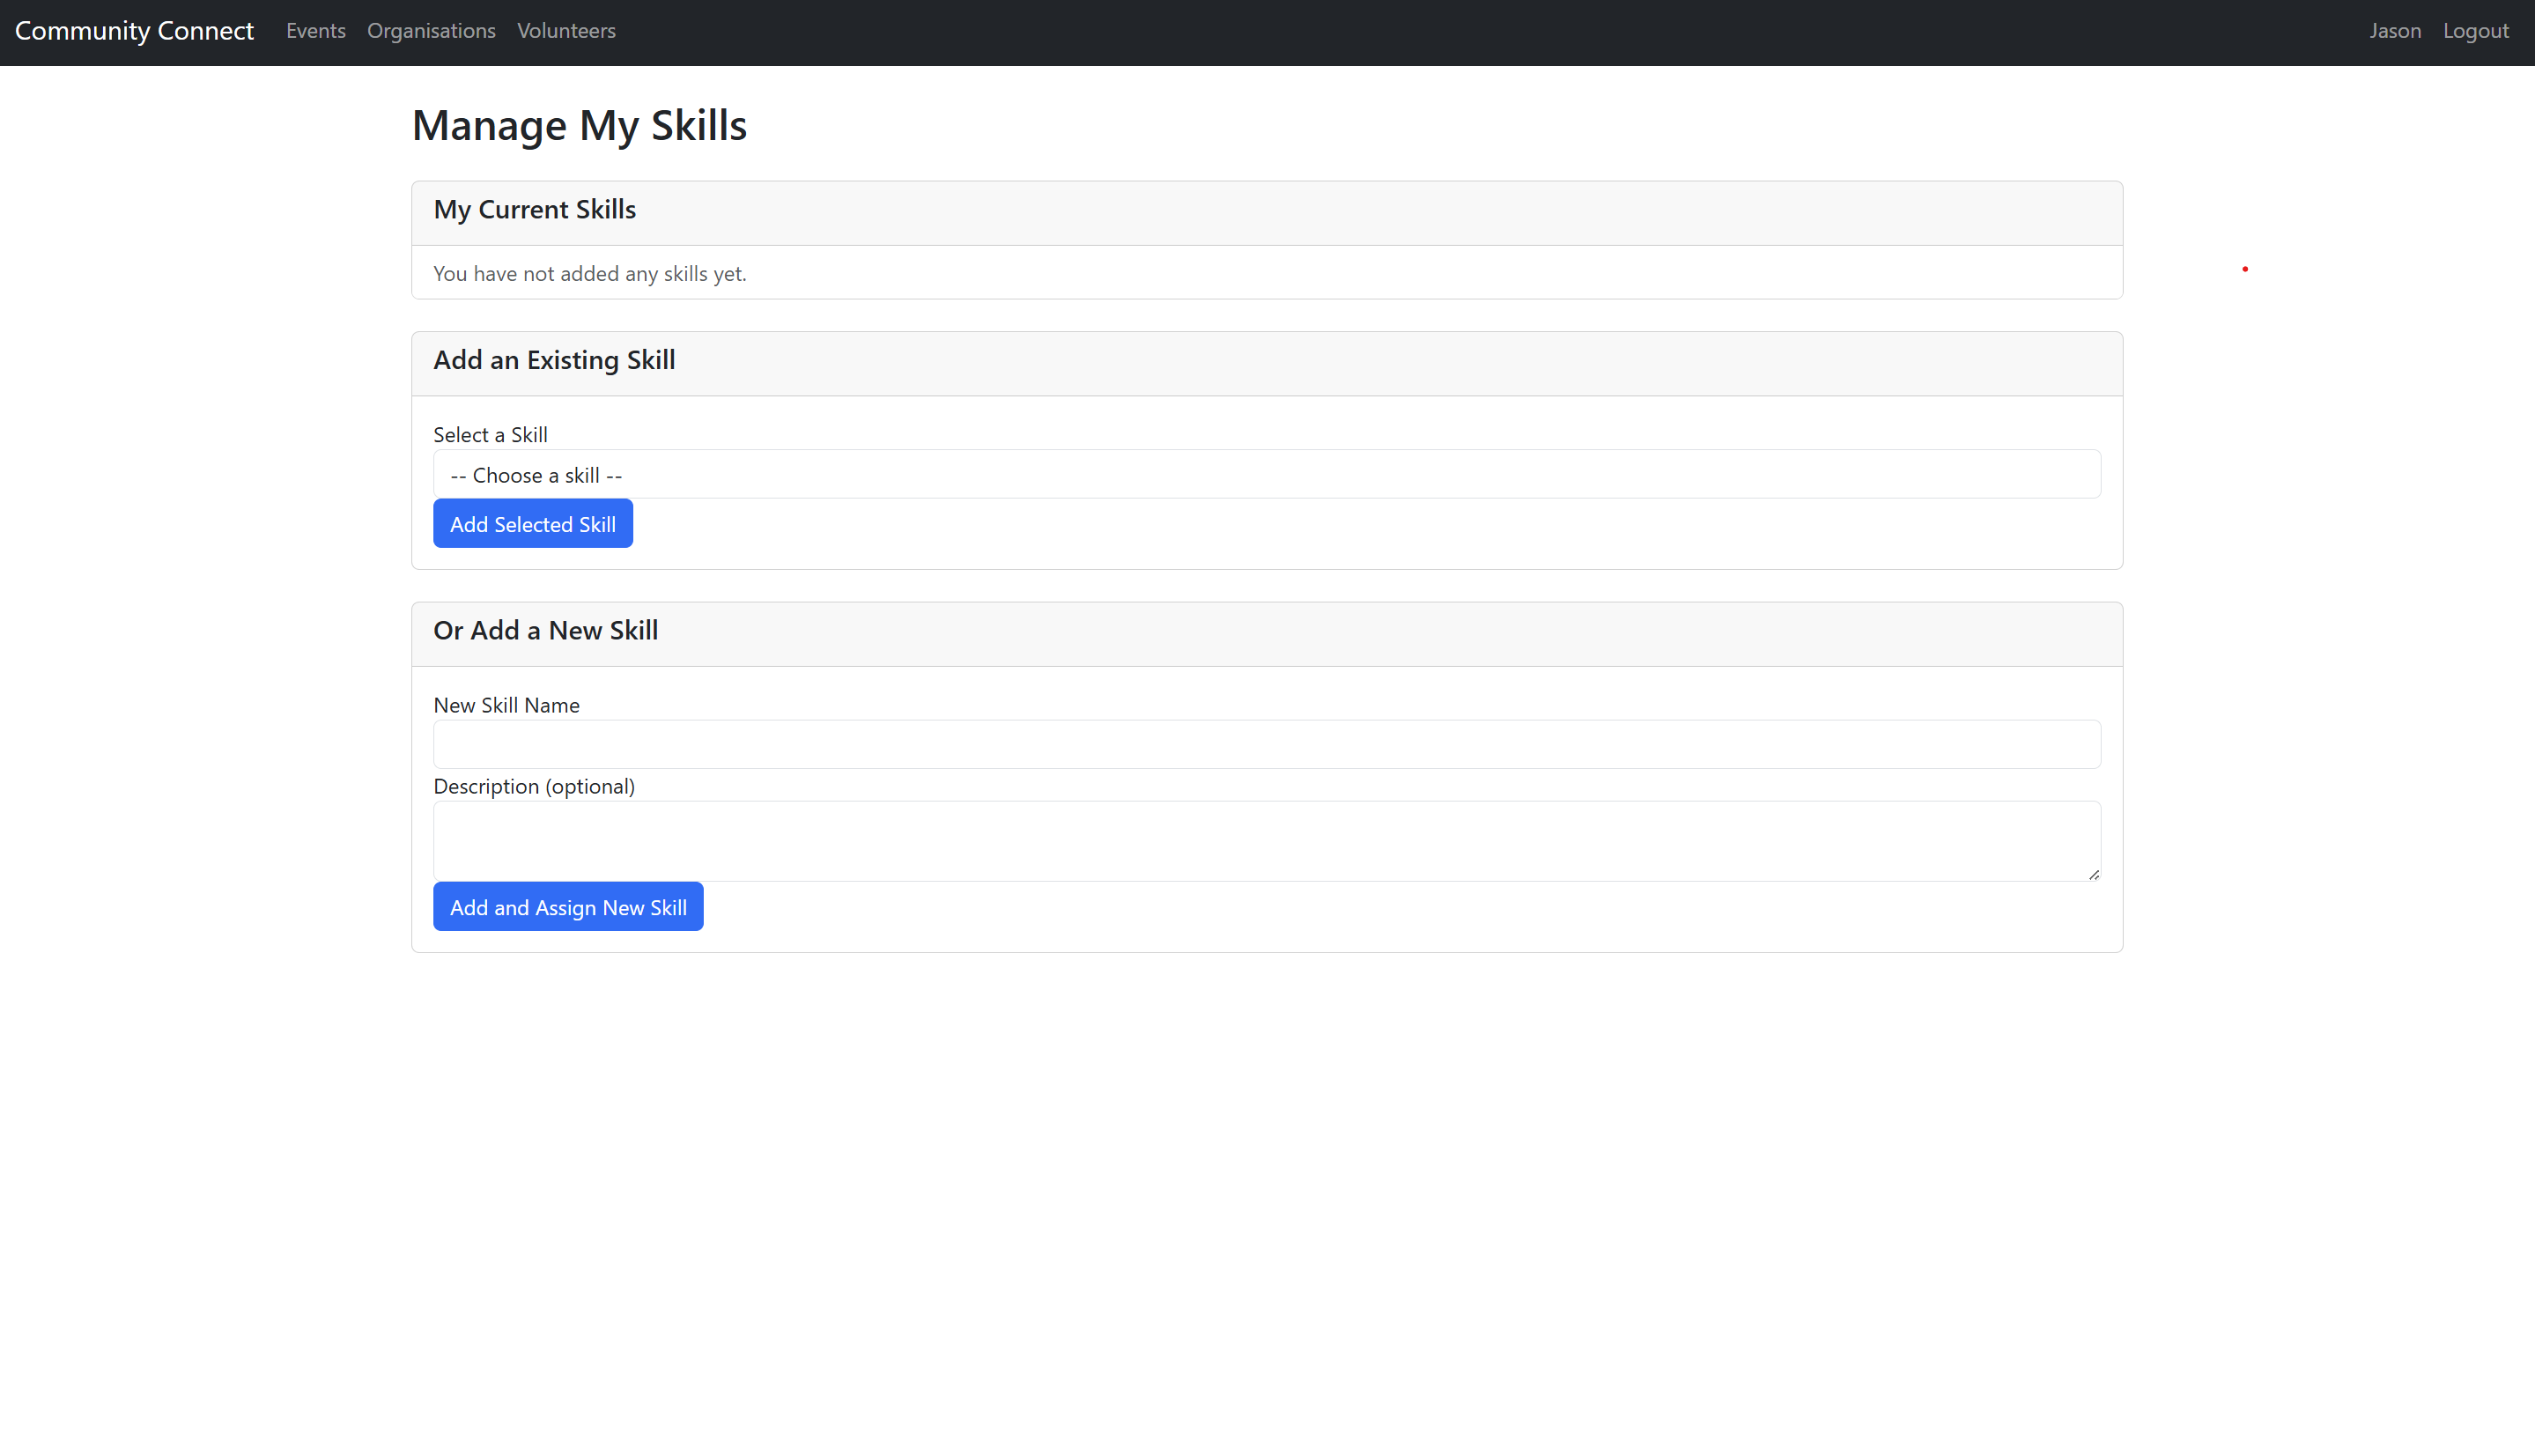 Community Connect Events Organisations Volunteers Jason Logout
Manage My Skills
My Current Skills
You have not added any skills yet.
Add an Existing Skill
Select a Skill
-- Choose a skill --
Add Selected Skill
Or Add a New Skill
New Skill Name
Description (optional)
Add and Assign New Skill